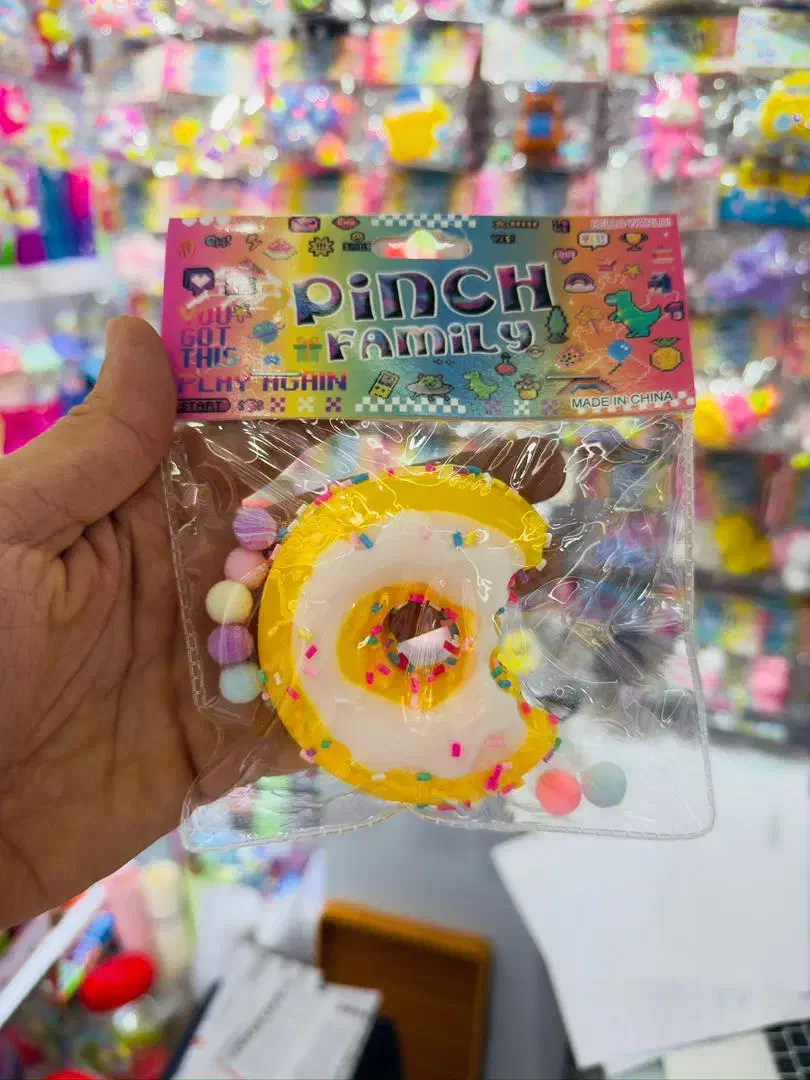 HELLO WORLD!
PiNCH
FAMiLY
YOU
GOT
THIS
PLAY AGAIN
START
MADE IN CHINA